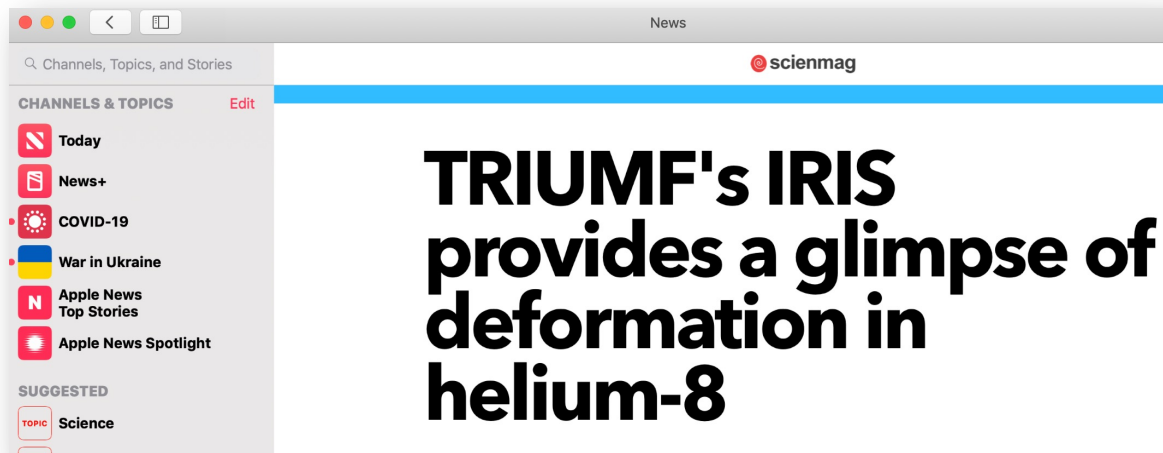 News
Channels, Topics, and Stories
scienmag
CHANNELS & TOPICS
Edit
Today
News+
COVID-19
War in Ukraine
N
Apple News
Top Stories
Apple News Spotlight
SUGGESTED
TOPIC
Science
TRIUMF's IRIS
provides a glimpse of
deformation in
helium-8